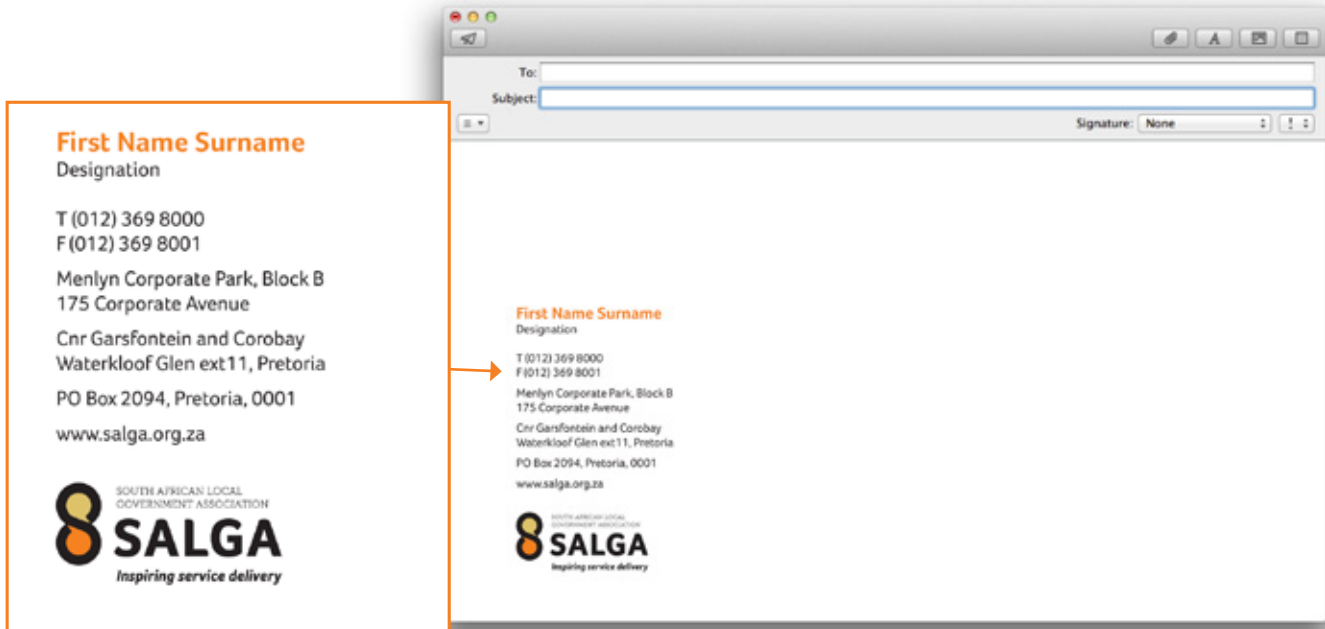 First Name Surname
Designation
T (012) 369 8000
F (012) 369 8001
Menlyn Corporate Park, Block B
175 Corporate Avenue
Cnr Garsfontein and Corobay
Waterkloof Glen ext11, Pretoria
PO Box 2094, Pretoria, 0001
www.salga.org.za
SOUTH AFRICAN LOCAL
GOVERNMENT ASSOCIATION
SALGA
Inspiring service delivery
To:
Subject:
Signature: None
First Name Surname
Designation
T (012) 369 8000
F (012) 369 8001
Menlyn Corporate Park, Block B
175 Corporate Avenue
Cnr Garsfontein and Corobay
Waterkloof Glen ext11, Pretoria
PO Box 2094, Pretoria, 0001
www.salga.org.za
SOUTH AFRICAN LOCAL
GOVERNMENT ASSOCIATION
SALGA
Inspiring service delivery